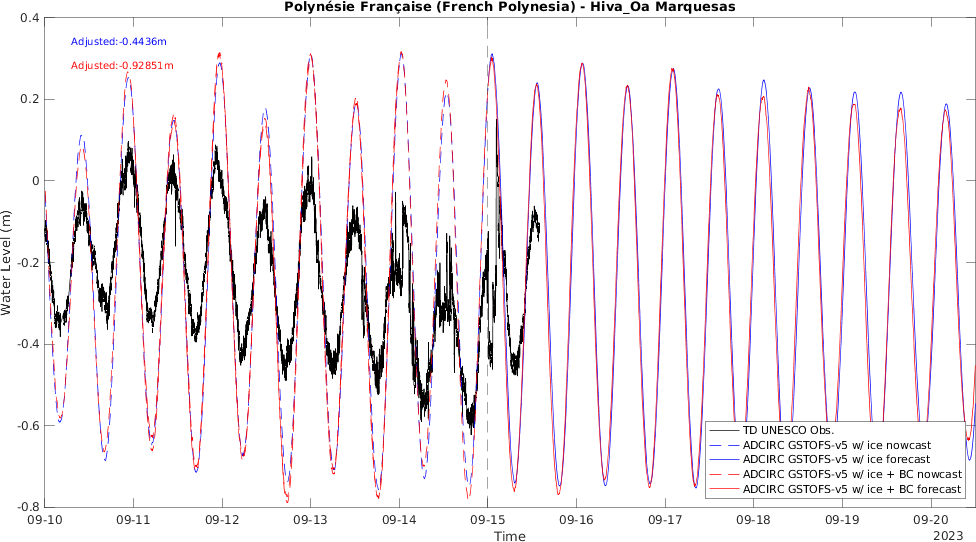 Polynésie Française (French Polynesia) - Hiva_Oa Marquesas
0.4
Adjusted:-0.4436m
Adjusted:-0.92851m
0.2
0
-0.2
-0.4
-0.6
-0.8
Water Level (m)
TD UNESCO Obs.
ADCIRC GSTOFS-v5 w/ ice nowcast
ADCIRC GSTOFS-v5 w/ ice forecast
ADCIRC GSTOFS-v5 w/ ice + BC nowcast
ADCIRC GSTOFS-v5 w/ ice + BC forecast
09-10 09-11 09-12 09-13 09-14 09-15 09-16 09-17 09-18 09-19 09-20
Time
2023